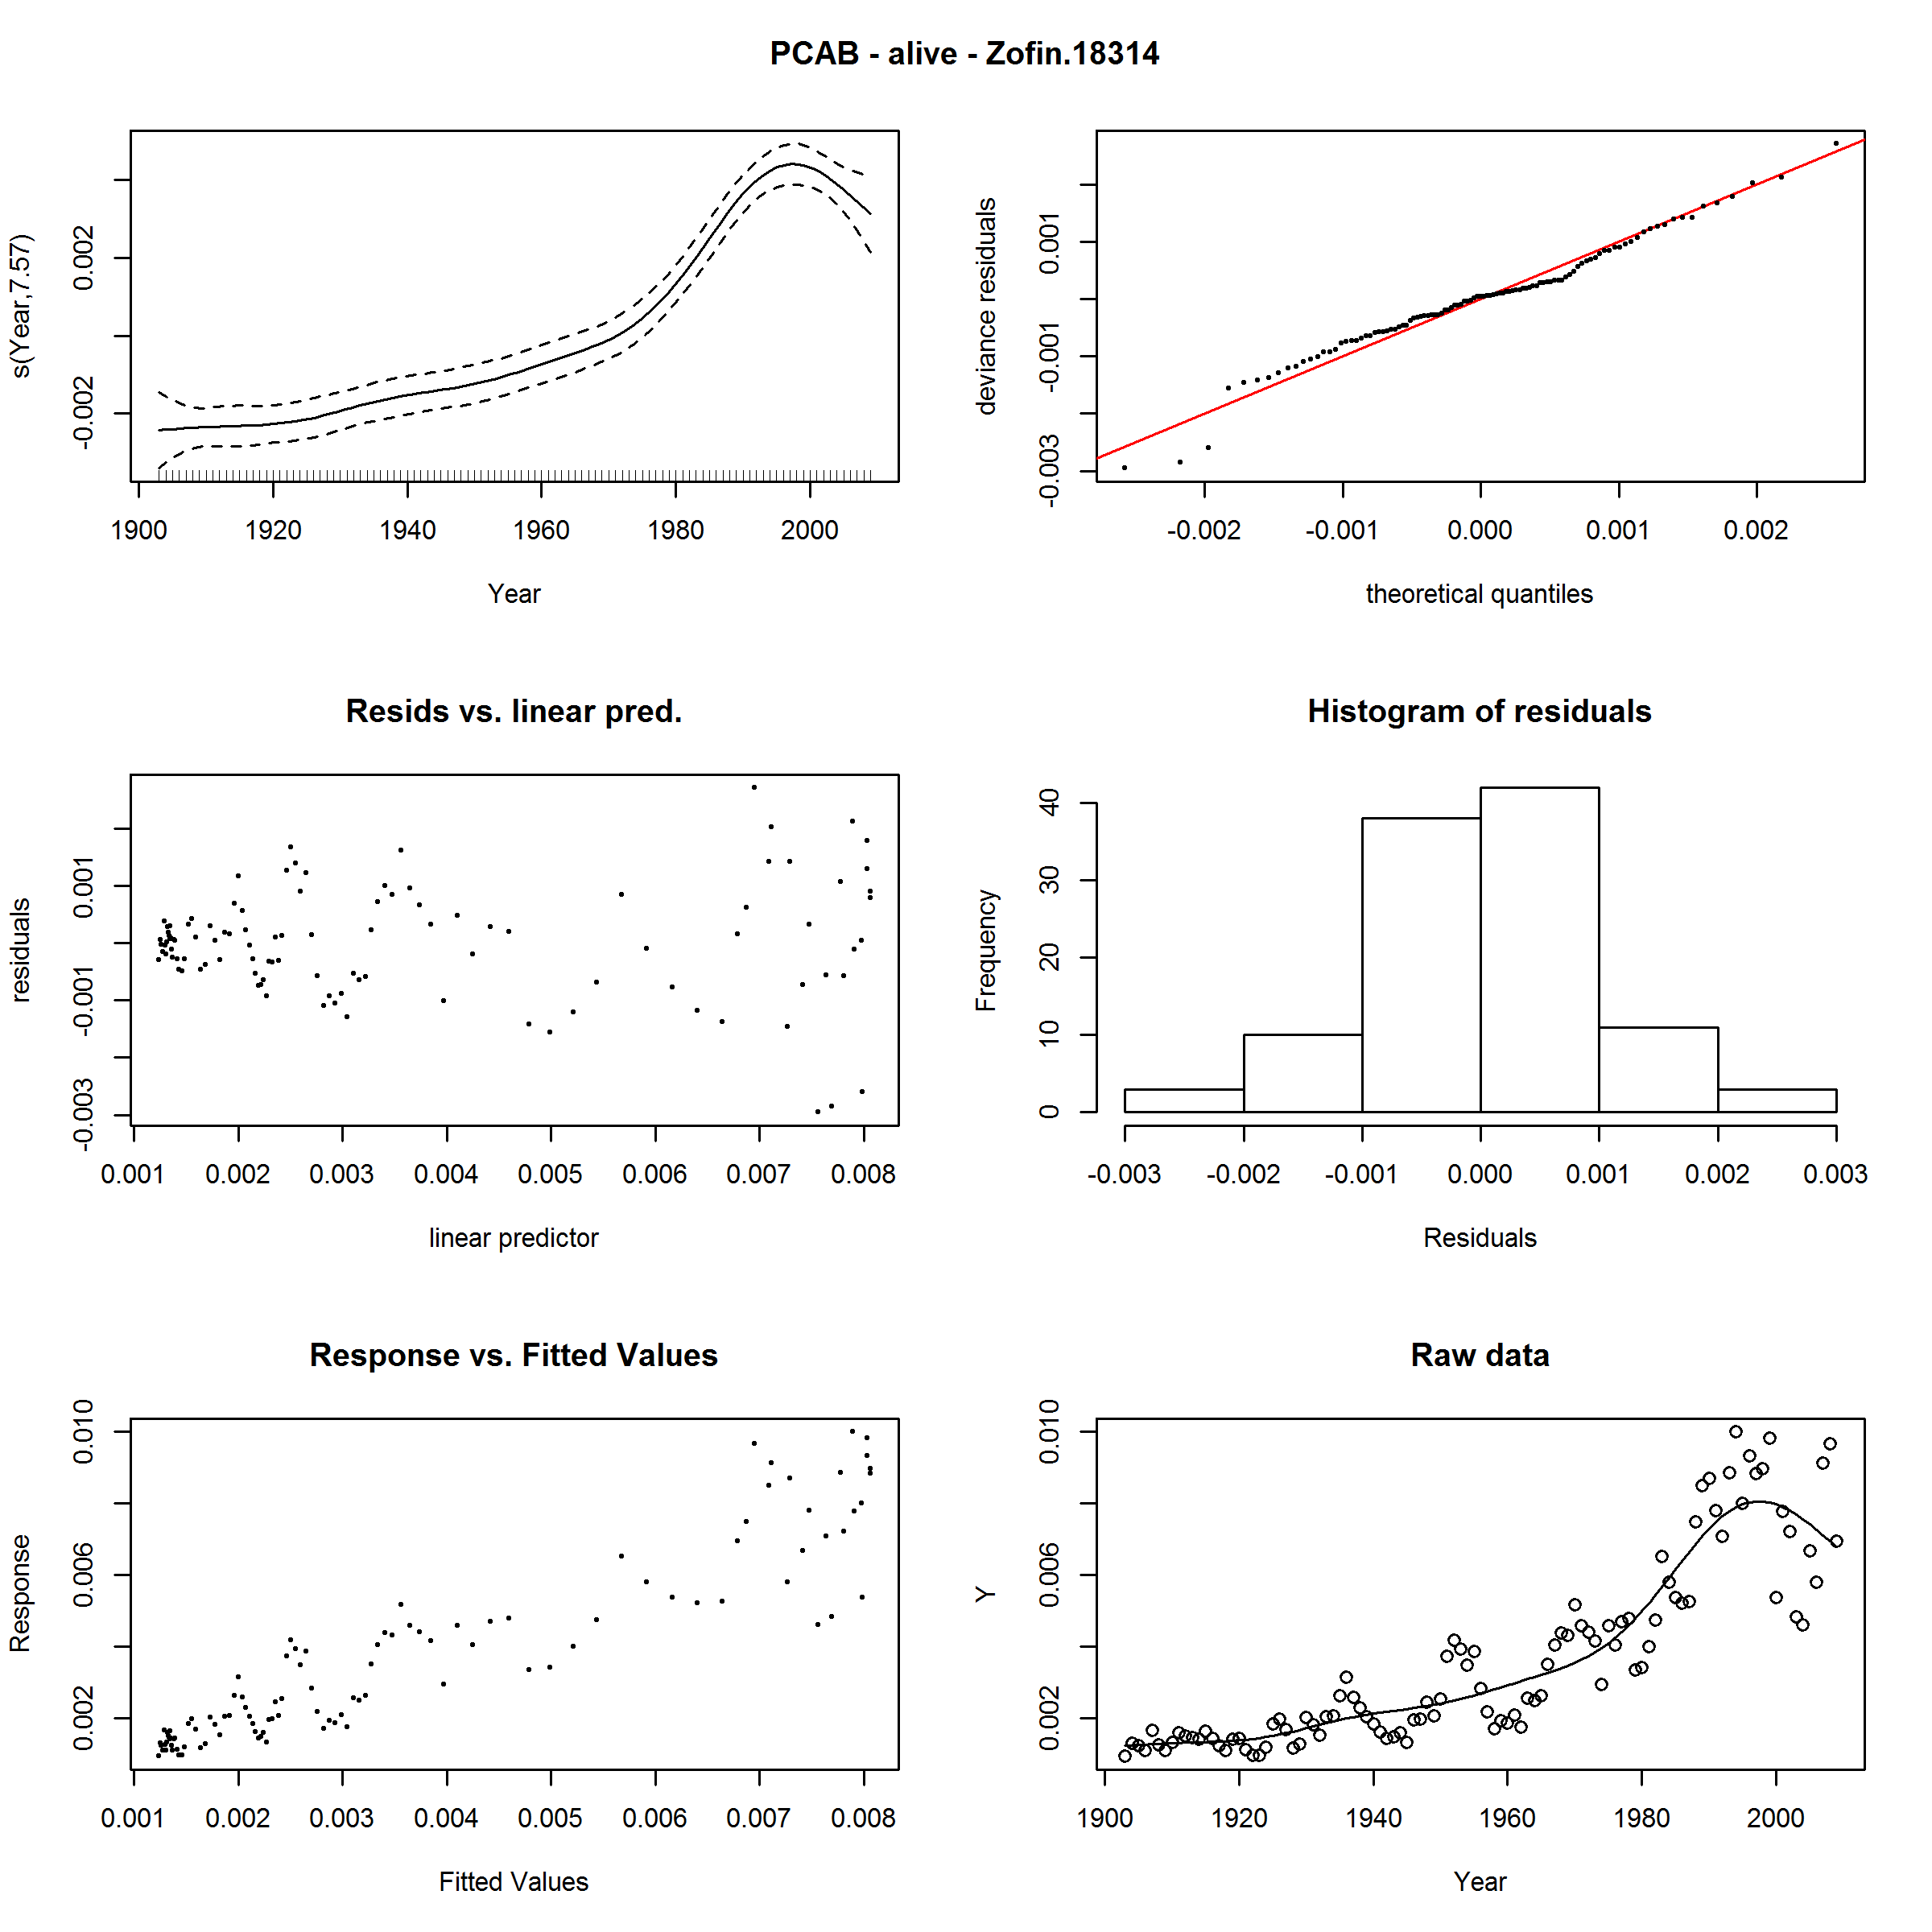 PCAB - alive - Zofin.18314
s(Year,7.57)
-0.002 0.002
1900 1920 1940 1960 1980 2000
Year
deviance residuals
-0.003 -0.001 0.001
-0.002 -0.001 0.000 0.001 0.002
theoretical quantiles
Resids vs. linear pred.
residuals
-0.003 -0.001 0.001
0.001 0.002 0.003 0.004 0.005 0.006 0.007 0.008
linear predictor
Histogram of residuals
Frequency
0 10 20 30 40
-0.003 -0.002 -0.001 0.000 0.001 0.002 0.003
Residuals
Response vs. Fitted Values
Response
0.002 0.006 0.010
0.001 0.002 0.003 0.004 0.005 0.006 0.007 0.008
Fitted Values
Raw data
Y
0.002 0.006 0.010
1900 1920 1940 1960 1980 2000
Year